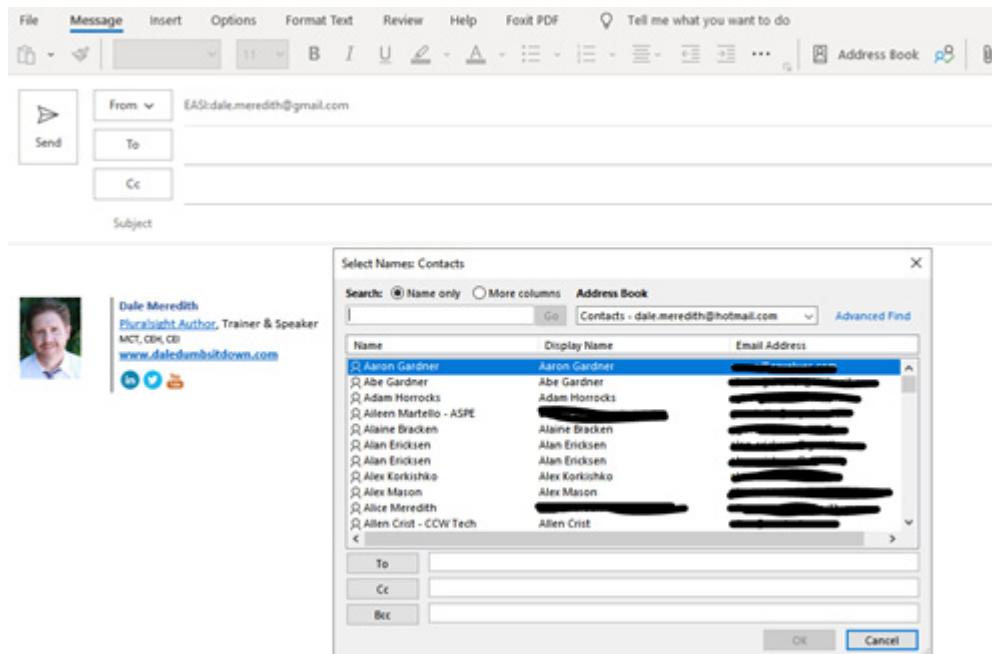 File Message Insert Options Format Text Review Help Foxit PDF Tell me what you want to do
11 B I U A Address Book
From EASI:dale.meredith@gmail.com
Send
To
Cc
Subject
Select Names: Contacts
Search: Name only More columns Address Book
Go Contacts - dale.meredith@hotmail.com Advanced Find
Name Display Name Email Address
Aaron Gardner Aaron Gardner
Abe Gardner Abe Gardner
Adam Horrocks Adam Horrocks
Aileen Martello - ASPE
Alaine Bracken Alaine Bracken
Alan Ericksen Alan Ericksen
Alan Ericksen Alan Ericksen
Alex Korkishko Alex Korkishko
Alex Mason Alex Mason
Alice Meredith
Allen Crist - CCW Tech Allen Crist
To
Cc
Bcc
OK Cancel
Dale Meredith
Pluralsight Author, Trainer & Speaker
MCT, CEH, CEI
www.daledumbsitdown.com
in